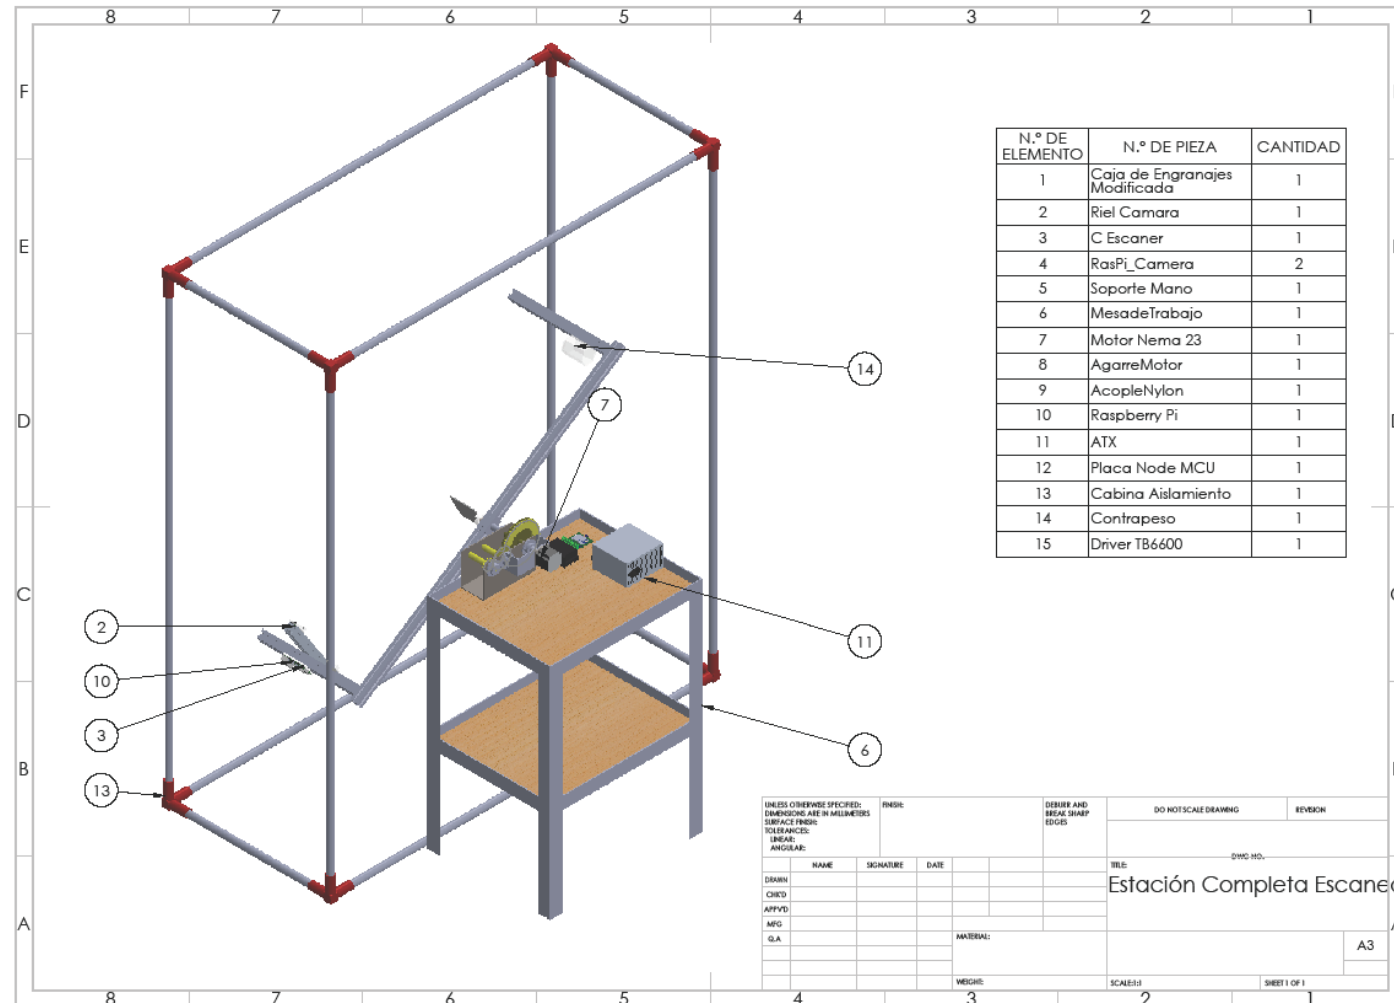 8 7 6 5 4 3 2 1
F
E
D
C
B
A
N.º DE ELEMENTO N.º DE PIEZA CANTIDAD
1 Caja de Engranajes Modificada 1
2 Riel Camara 1
3 C Escaner 1
4 RasPi_Camera 2
5 Soporte Mano 1
6 MesadeTrabajo 1
7 Motor Nema 23 1
8 AgarreMotor 1
9 AcopleNylon 1
10 Raspberry Pi 1
11 ATX 1
12 Placa Node MCU 1
13 Cabina Aislamiento 1
14 Contrapeso 1
15 Driver TB6600 1
14
7
2
11
10
3
6
13
UNLESS OTHERWISE SPECIFIED:
DIMENSIONS ARE IN MILLIMETERS
SURFACE FINISH:
TOLERANCES:
LINEAR:
ANGULAR:
FINISH:
DEBURR AND
BREAK SHARP
EDGES
DO NOT SCALE DRAWING
REVISION
NAME SIGNATURE DATE
DRAWN
CHK'D
APPV'D
MFG
Q.A
MATERIAL:
WEIGHT:
TITLE:
DWG NO.
Estación Completa Escane
A3
SCALE:1:1
SHEET 1 OF 1
8 7 6 5 4 3 2 1